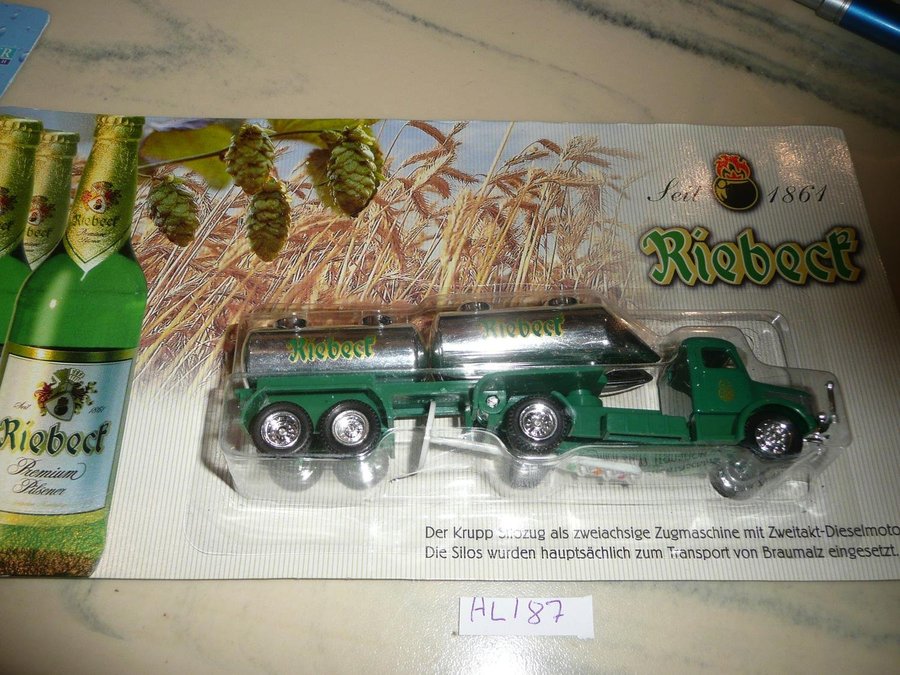 Seit 1861
Riebeck
Riebeck
Riebeck
Riebeck
Riebeck
Seit 1861
Riebeck
Premium
Pilsener
Der Krupp Silozug als zweiachsige Zugmaschine mit Zweitakt-Dieselmoto
Die Silos wurden hauptsächlich zum Transport von Braumalz eingesetzt.
HL187